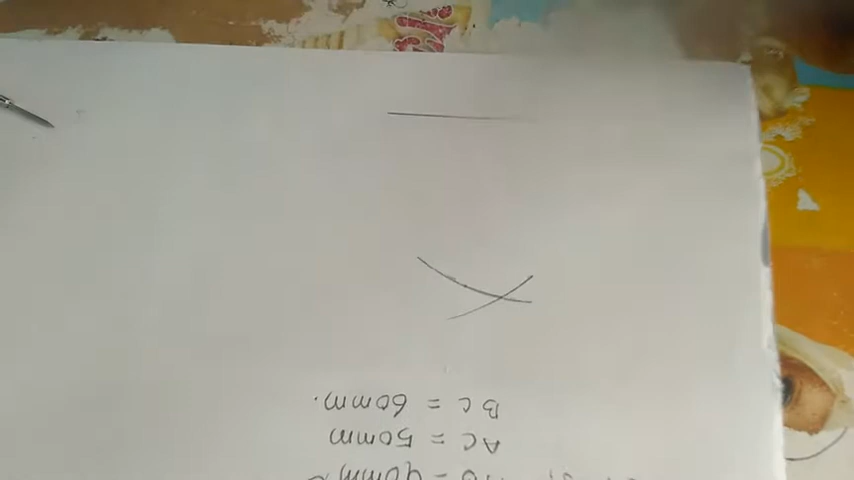 AC = 50mm
BC = 60mm.